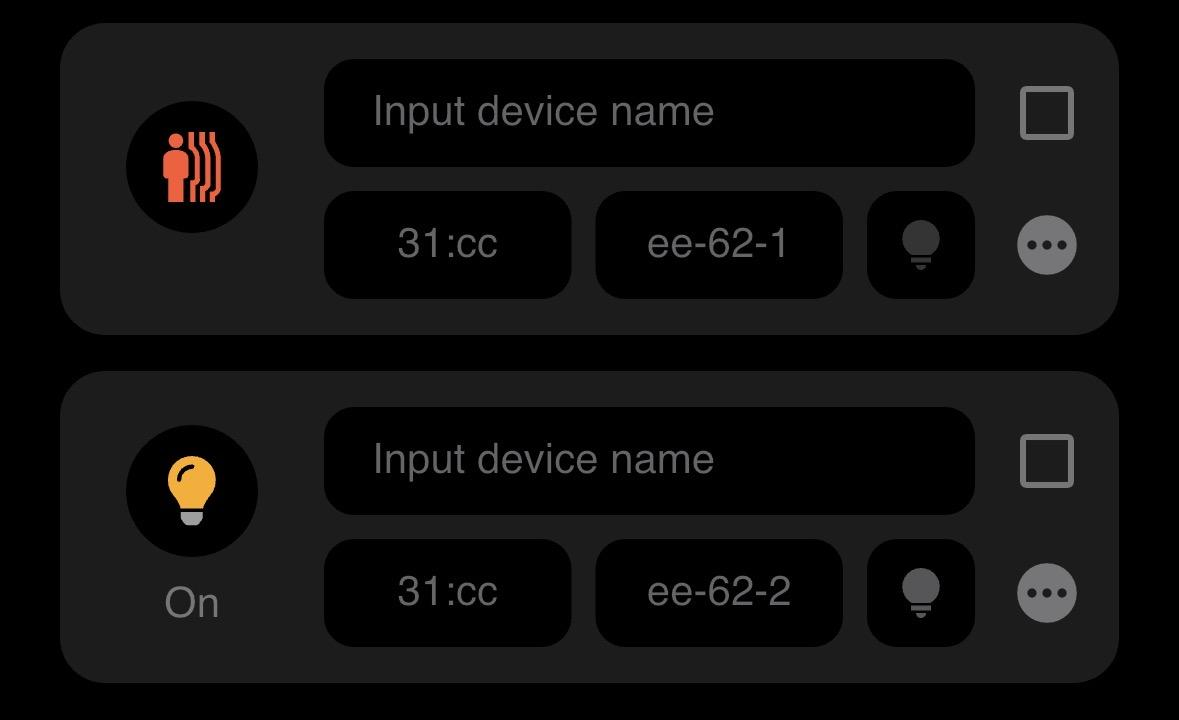 Input device name
31:cc ee-62-1
Input device name
31:cc ee-62-2
On